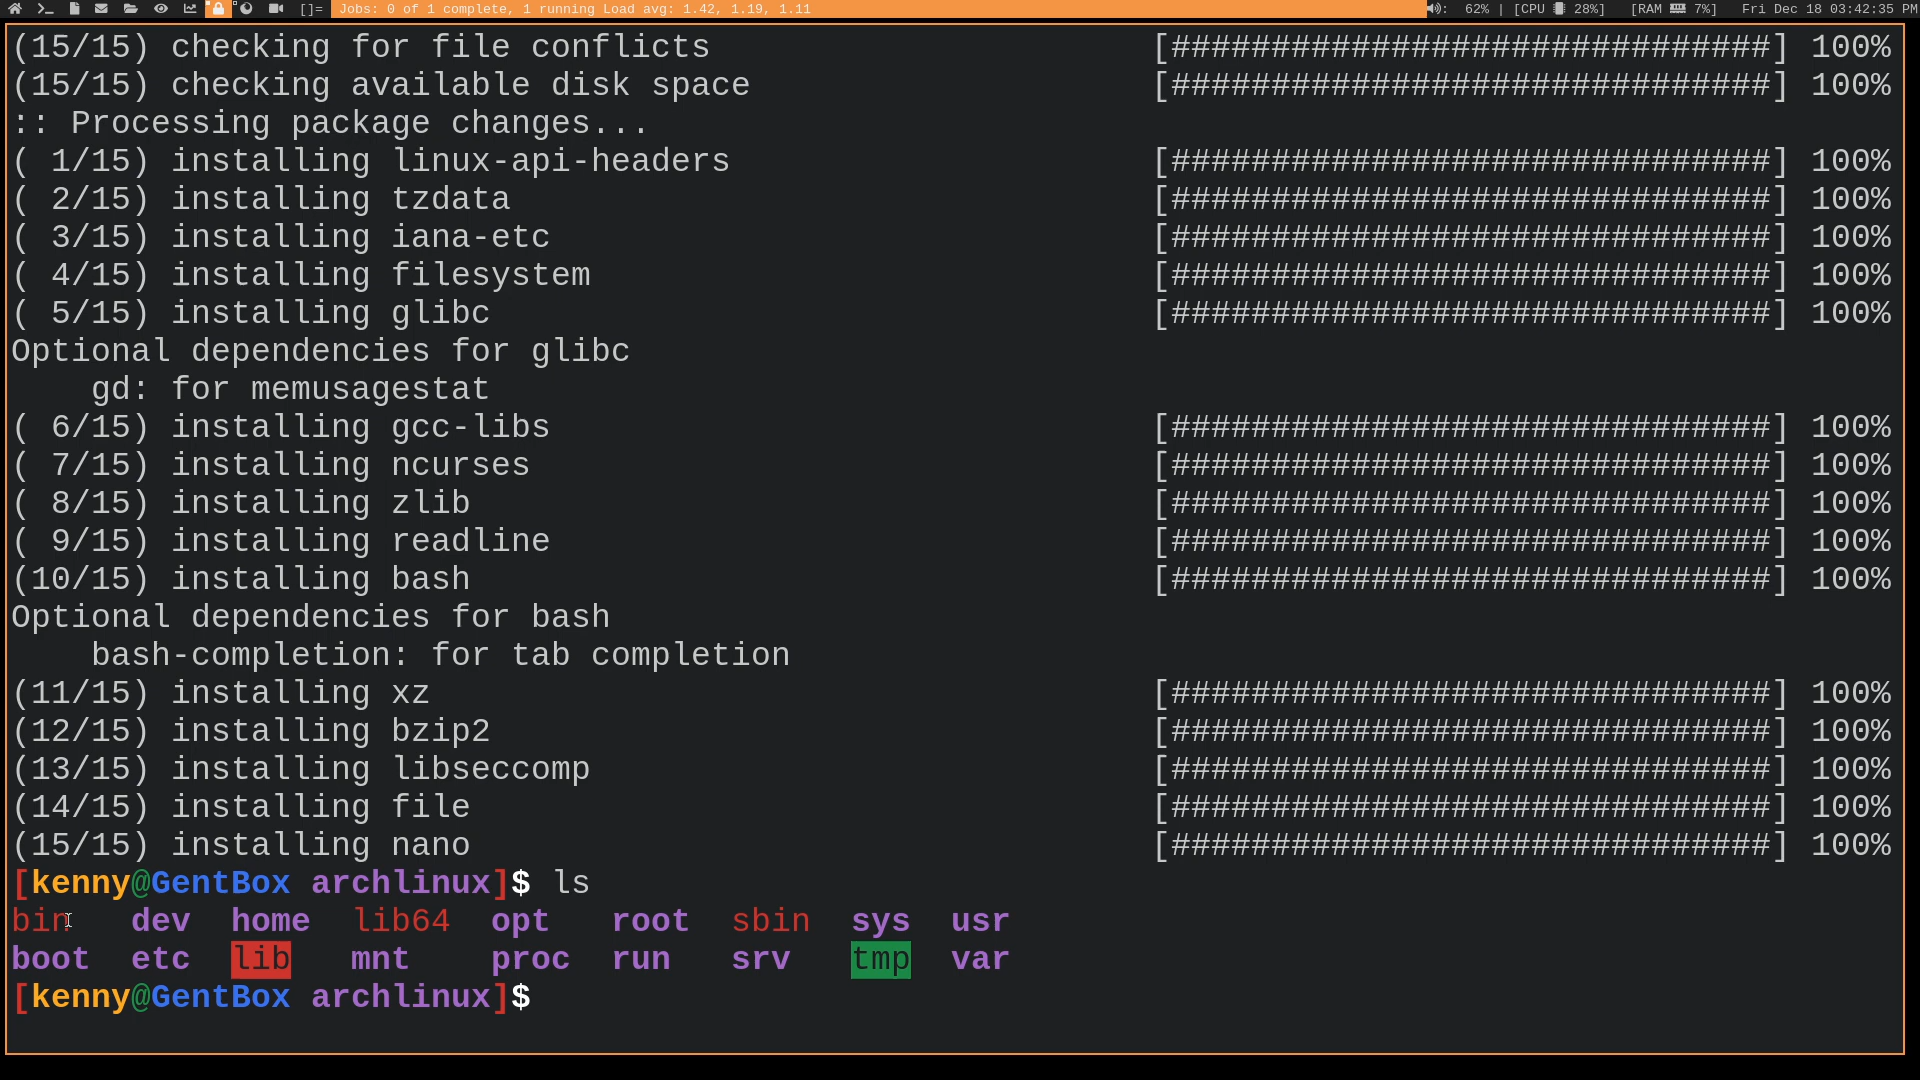 []= Jobs: 0 of 1 complete, 1 running Load avg: 1.42, 1.19, 1.11 : 62% | [CPU 28%] [RAM 7%] Fri Dec 18 03:42:35 PM
(15/15) checking for file conflicts [##############################] 100%
(15/15) checking available disk space [##############################] 100%
:: Processing package changes...
( 1/15) installing linux-api-headers [##############################] 100%
( 2/15) installing tzdata [##############################] 100%
( 3/15) installing iana-etc [##############################] 100%
( 4/15) installing filesystem [##############################] 100%
( 5/15) installing glibc [##############################] 100%
Optional dependencies for glibc
    gd: for memusagestat
( 6/15) installing gcc-libs [##############################] 100%
( 7/15) installing ncurses [##############################] 100%
( 8/15) installing zlib [##############################] 100%
( 9/15) installing readline [##############################] 100%
(10/15) installing bash [##############################] 100%
Optional dependencies for bash
    bash-completion: for tab completion
(11/15) installing xz [##############################] 100%
(12/15) installing bzip2 [##############################] 100%
(13/15) installing libseccomp [##############################] 100%
(14/15) installing file [##############################] 100%
(15/15) installing nano [##############################] 100%
[kenny@GentBox archlinux]$ ls
bin dev home lib64 opt root sbin sys usr
boot etc lib mnt proc run srv tmp var
[kenny@GentBox archlinux]$